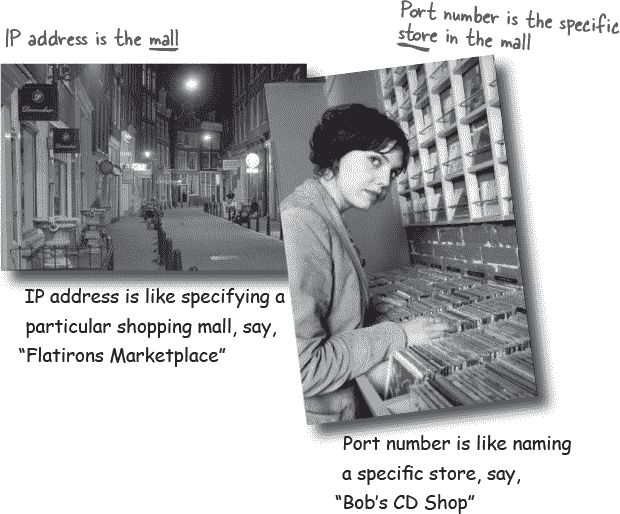 IP address is the mall
Port number is the specific
store in the mall
IP address is like specifying a
particular shopping mall, say,
“Flatirons Marketplace”
Port number is like naming
a specific store, say,
“Bob’s CD Shop”